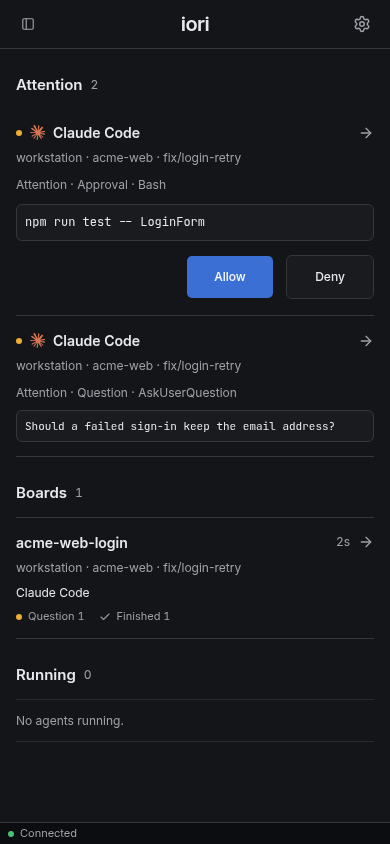 iori
Attention 2
Claude Code
workstation · acme-web · fix/login-retry
Attention · Approval · Bash
npm run test -- LoginForm
Allow
Deny
Claude Code
workstation · acme-web · fix/login-retry
Attention · Question · AskUserQuestion
Should a failed sign-in keep the email address?
Boards 1
acme-web-login 2s
workstation · acme-web · fix/login-retry
Claude Code
Question 1 Finished 1
Running 0
No agents running.
Connected